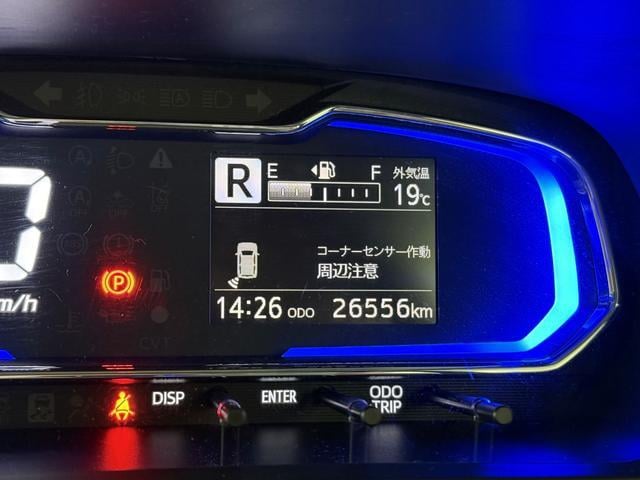 R E F 外気温
19℃
コーナーセンサー作動
周辺注意
14:26 ODO 26556km
0
km/h
P
CVT
DISP ENTER ODO
TRIP